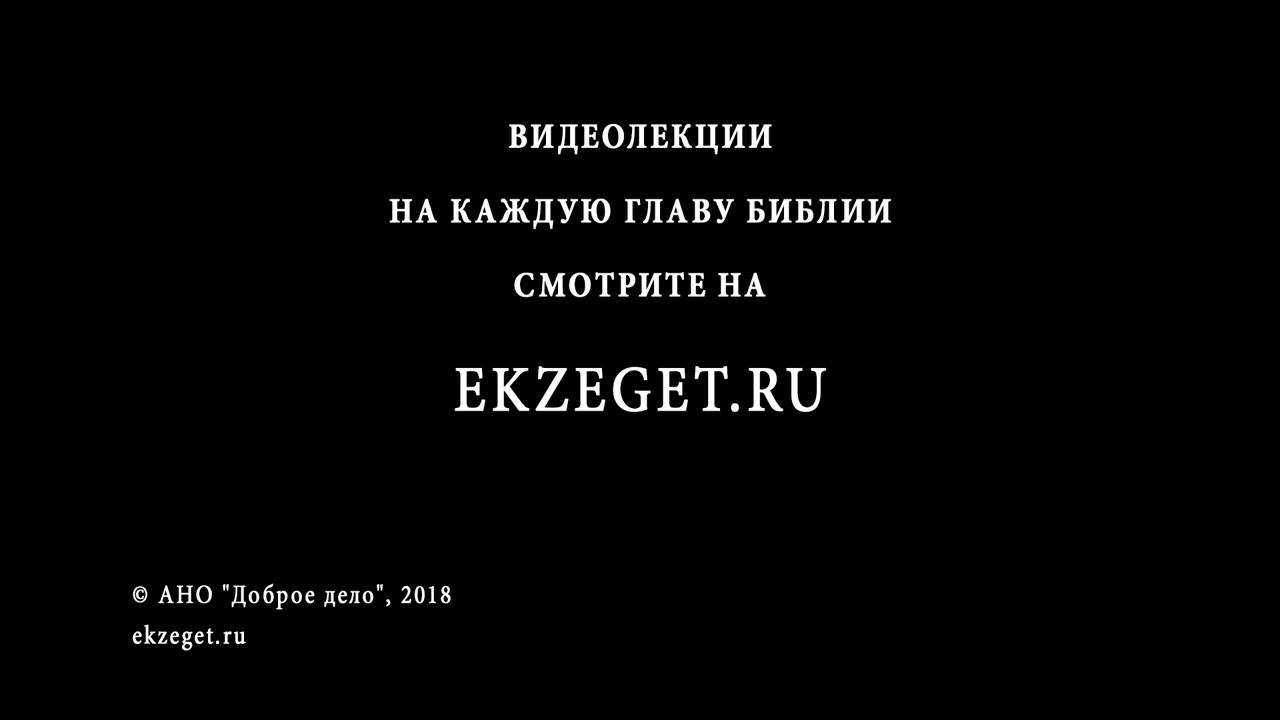 ВИДЕОЛЕКЦИИ
НА КАЖДУЮ ГЛАВУ БИБЛИИ
СМОТРИТЕ НА
EKZEGET.RU
© АНО "Доброе дело", 2018
ekzeget.ru